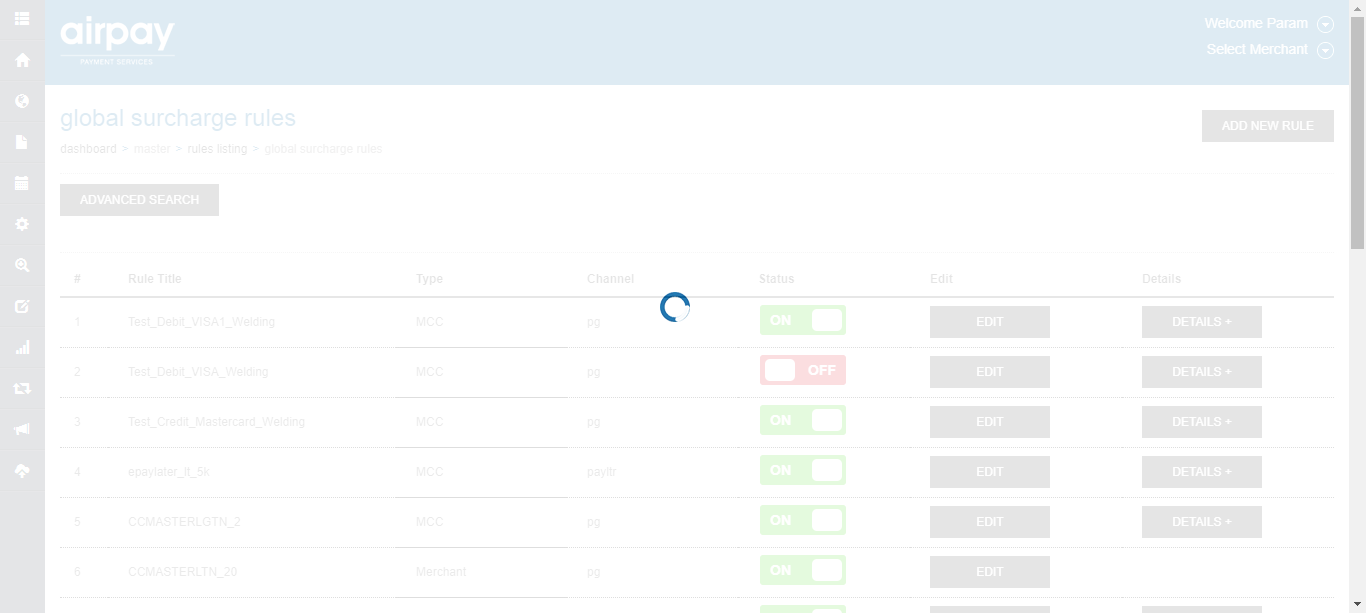 airpay
PAYMENT SERVICES
Welcome Param
Select Merchant
global surcharge rules
dashboard > master > rules listing > global surcharge rules
ADD NEW RULE
ADVANCED SEARCH
# Rule Title Type Channel Status Edit Details
1 Test_Debit_VISA1_Welding MCC pg ON EDIT DETAILS +
2 Test_Debit_VISA_Welding MCC pg OFF EDIT DETAILS +
3 Test_Credit_Mastercard_Welding MCC pg ON EDIT DETAILS +
4 epaylater_lt_5k MCC payltr ON EDIT DETAILS +
5 CCMASTERLGTN_2 MCC pg ON EDIT DETAILS +
6 CCMASTERLTN_20 Merchant pg ON EDIT